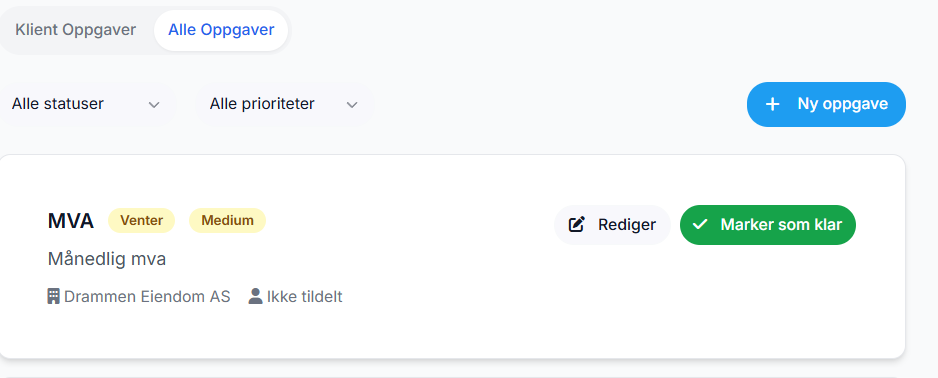 Klient Oppgaver Alle Oppgaver
Alle statuser Alle prioriteter Ny oppgave
MVA Venter Medium Rediger Marker som klar
Månedlig mva
Drammen Eiendom AS Ikke tildelt